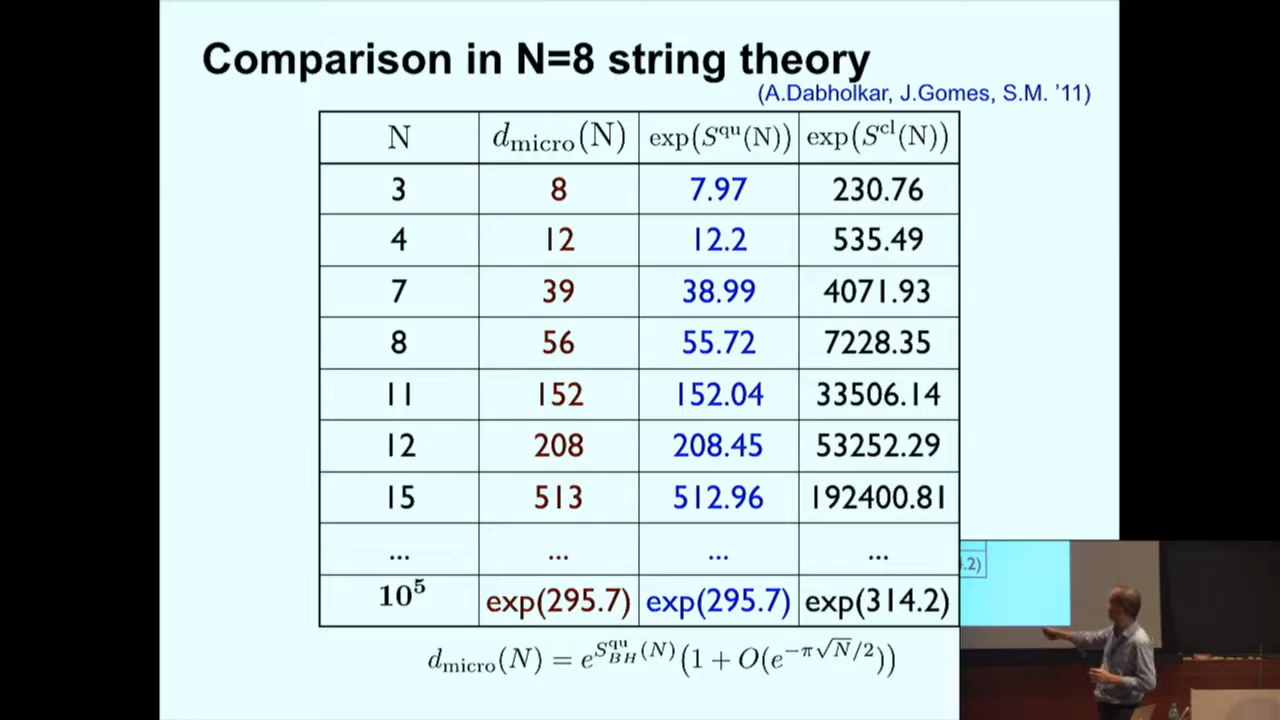 Comparison in N=8 string theory
(A.Dabholkar, J.Gomes, S.M. '11)
N d_micro(N) exp(S^qu(N)) exp(S^cl(N))
3 8 7.97 230.76
4 12 12.2 535.49
7 39 38.99 4071.93
8 56 55.72 7228.35
11 152 152.04 33506.14
12 208 208.45 53252.29
15 513 512.96 192400.81
... ... ... ...
10^5 exp(295.7) exp(295.7) exp(314.2)
.2)
d_micro(N) = e^{S_BH^qu(N)}(1 + O(e^{-π√N/2}))